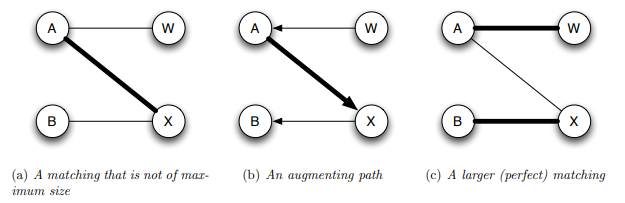 A W A W A W
B X B X B X
(a) A matching that is not of max-
imum size
(b) An augmenting path
(c) A larger (perfect) matching